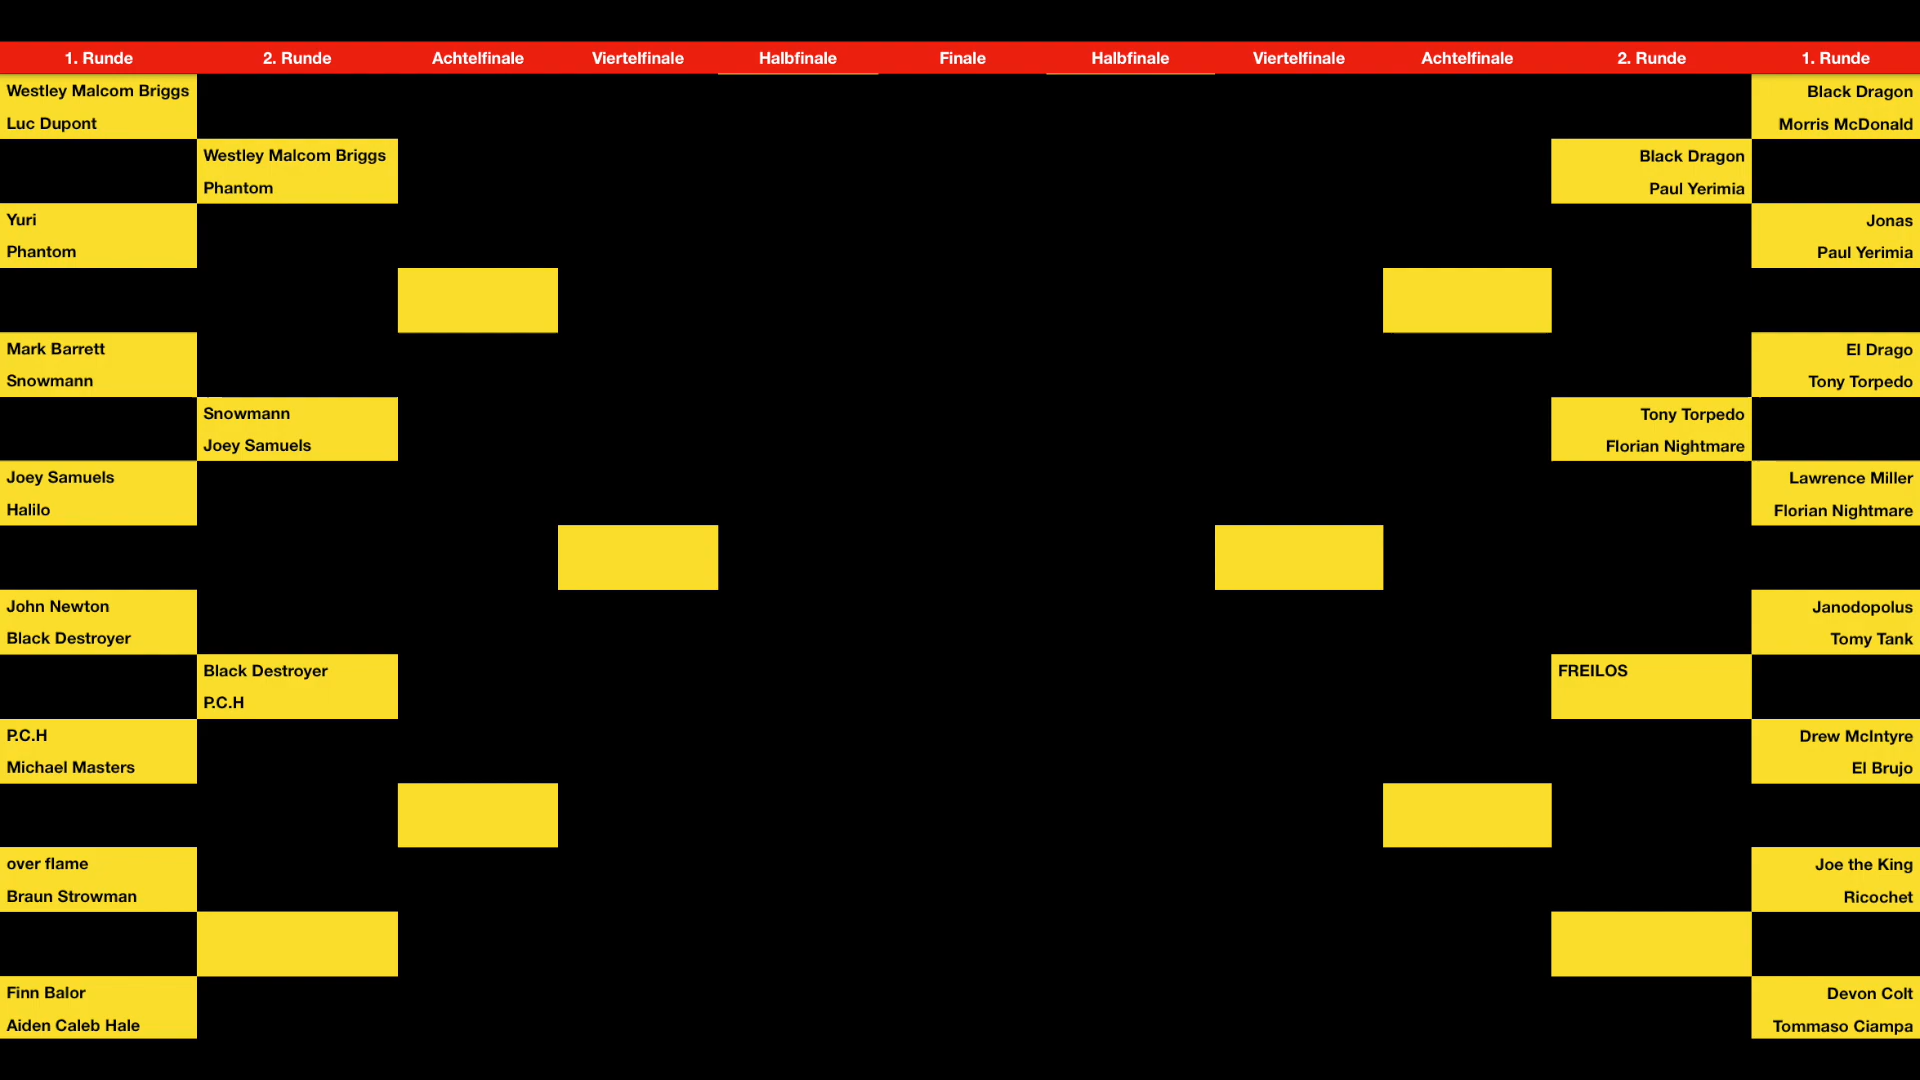 1. Runde 2. Runde Achtelfinale Viertelfinale Halbfinale Finale Halbfinale Viertelfinale Achtelfinale 2. Runde 1. Runde
Westley Malcom Briggs Black Dragon
Luc Dupont Morris McDonald
Westley Malcom Briggs Black Dragon
Phantom Paul Yerimia
Yuri Jonas
Phantom Paul Yerimia
Mark Barrett El Drago
Snowmann Tony Torpedo
Snowmann Tony Torpedo
Joey Samuels Florian Nightmare
Joey Samuels Lawrence Miller
Halilo Florian Nightmare
John Newton Janodopolus
Black Destroyer Tomy Tank
Black Destroyer FREILOS
P.C.H
P.C.H Drew McIntyre
Michael Masters El Brujo
over flame Joe the King
Braun Strowman Ricochet
Finn Balor Devon Colt
Aiden Caleb Hale Tommaso Ciampa